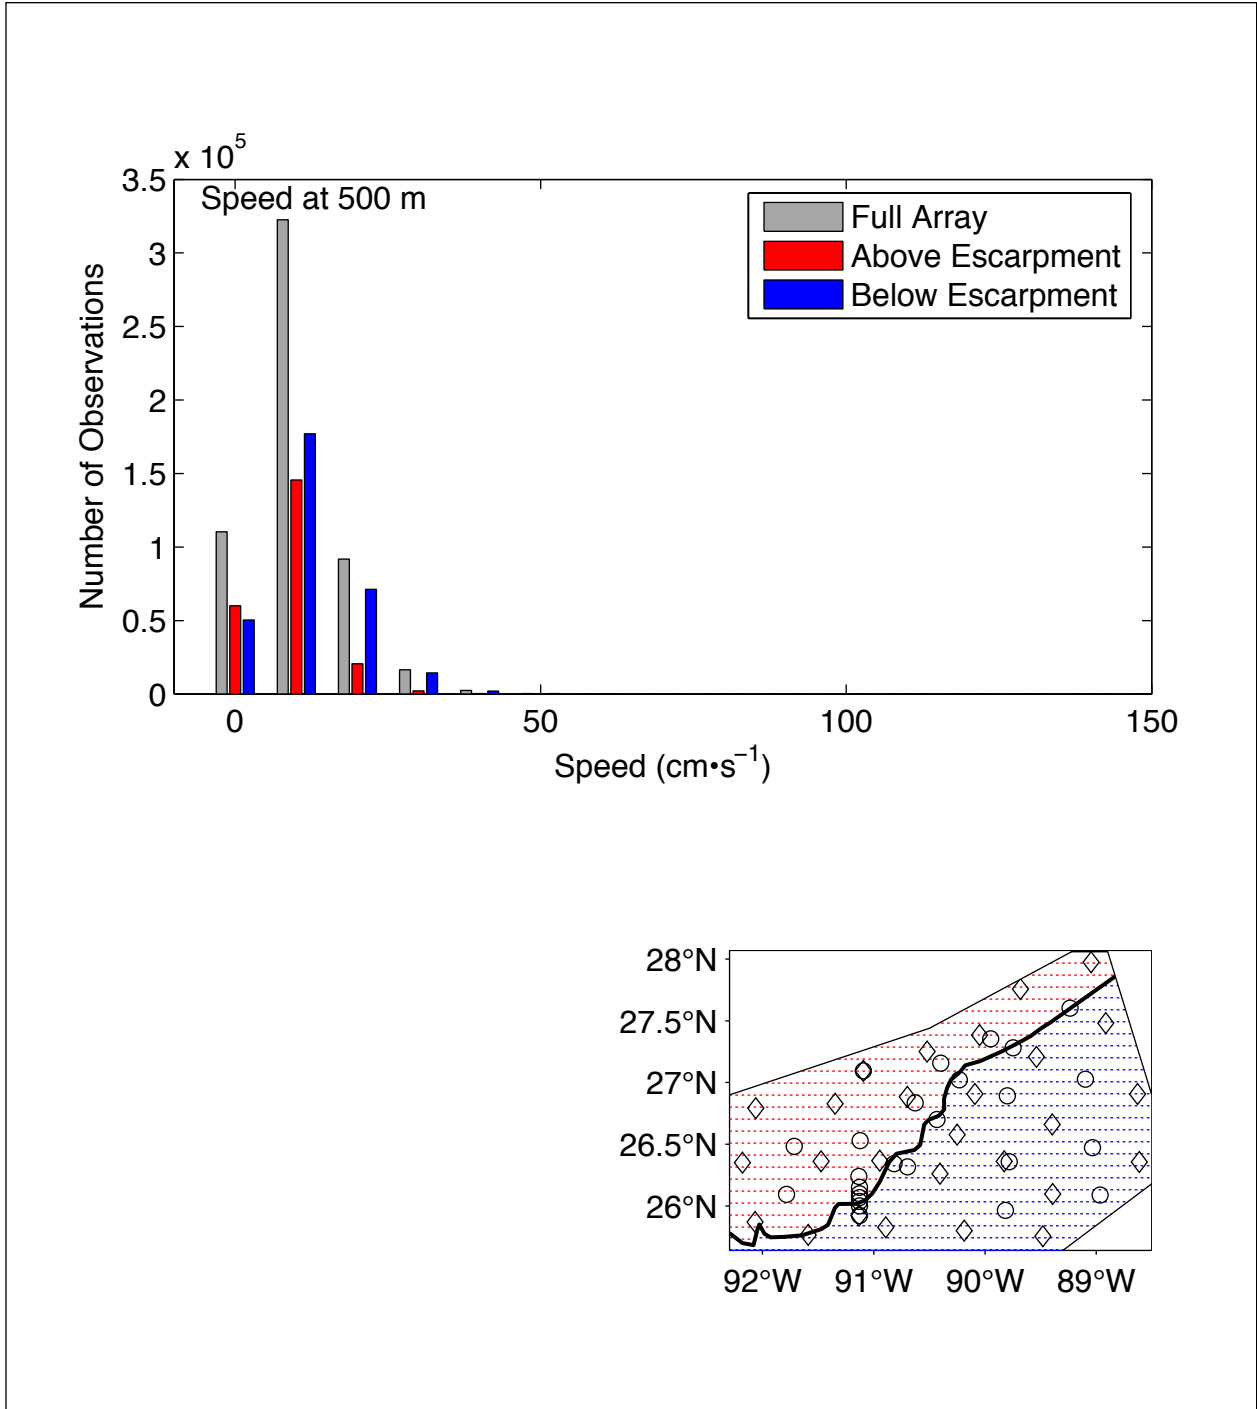 x 10^5
Speed at 500 m
Full Array
Above Escarpment
Below Escarpment
3.5
3
2.5
2
1.5
1
0.5
0
Number of Observations
0 50 100 150
Speed (cm•s^−1)
28°N
27.5°N
27°N
26.5°N
26°N
92°W 91°W 90°W 89°W